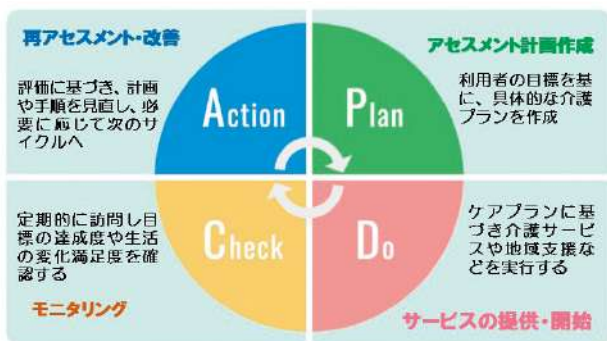 再アセスメント・改善
評価に基づき、計画
や手順を見直し、必
要に応じて次のサ
イクルへ
Action
アセスメント計画作成
利用者の目標を基
に、具体的な介護
プランを作成
Plan
定期的に訪問し目
標の達成度や生活
の変化満足度を確
認する
モニタリング
Check
ケアプランに基
づき介護サービ
スや地域支援な
どを実行する
サービスの提供・開始
Do